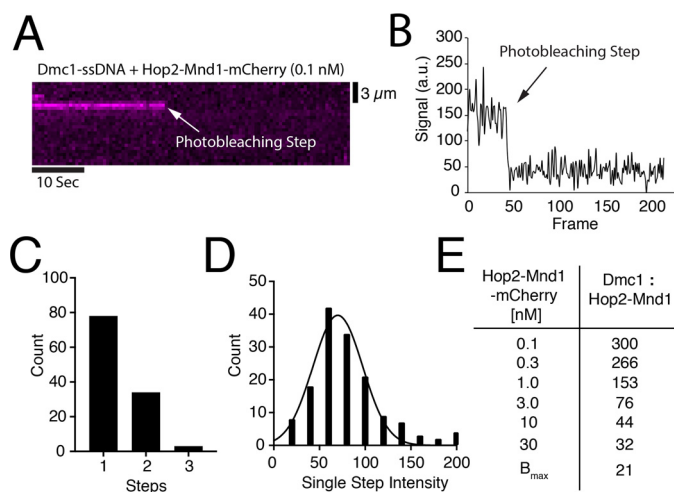 A
Dmc1-ssDNA + Hop2-Mnd1-mCherry (0.1 nM)
3 µm
Photobleaching Step
10 Sec
B
Photobleaching Step
Signal (a.u.)
300
250
200
150
100
50
0
0 50 100 150 200
Frame
C
Count
80
60
40
20
0
1 2 3
Steps
D
Count
50
40
30
20
10
0
0 50 100 150 200
Single Step Intensity
E
Hop2-Mnd1 Dmc1 :
-mCherry Hop2-Mnd1
[nM]
0.1 300
0.3 266
1.0 153
3.0 76
10 44
30 32
Bmax 21